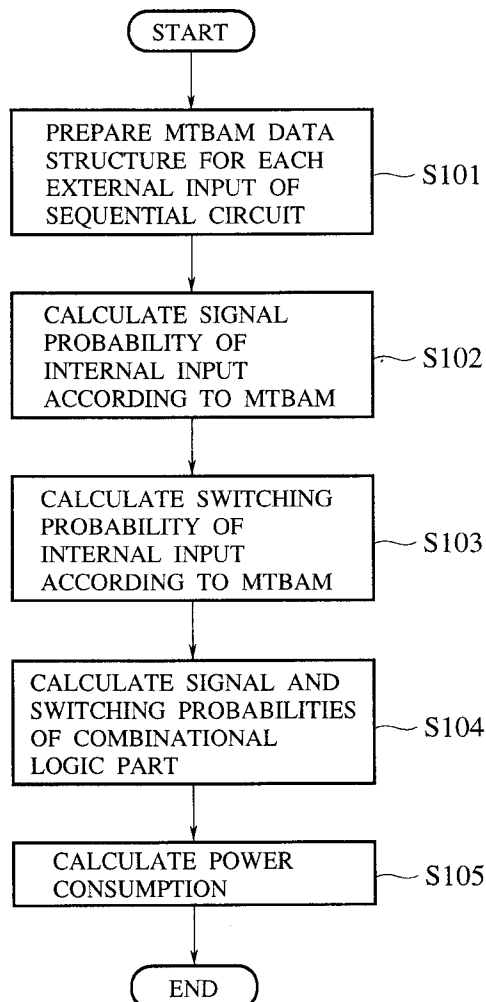 START
PREPARE MTBAM DATA
STRUCTURE FOR EACH
EXTERNAL INPUT OF
SEQUENTIAL CIRCUIT
S101
CALCULATE SIGNAL
PROBABILITY OF
INTERNAL INPUT
ACCORDING TO MTBAM
S102
CALCULATE SWITCHING
PROBABILITY OF
INTERNAL INPUT
ACCORDING TO MTBAM
S103
CALCULATE SIGNAL AND
SWITCHING PROBABILITIES
OF COMBINATIONAL
LOGIC PART
S104
CALCULATE POWER
CONSUMPTION
S105
END